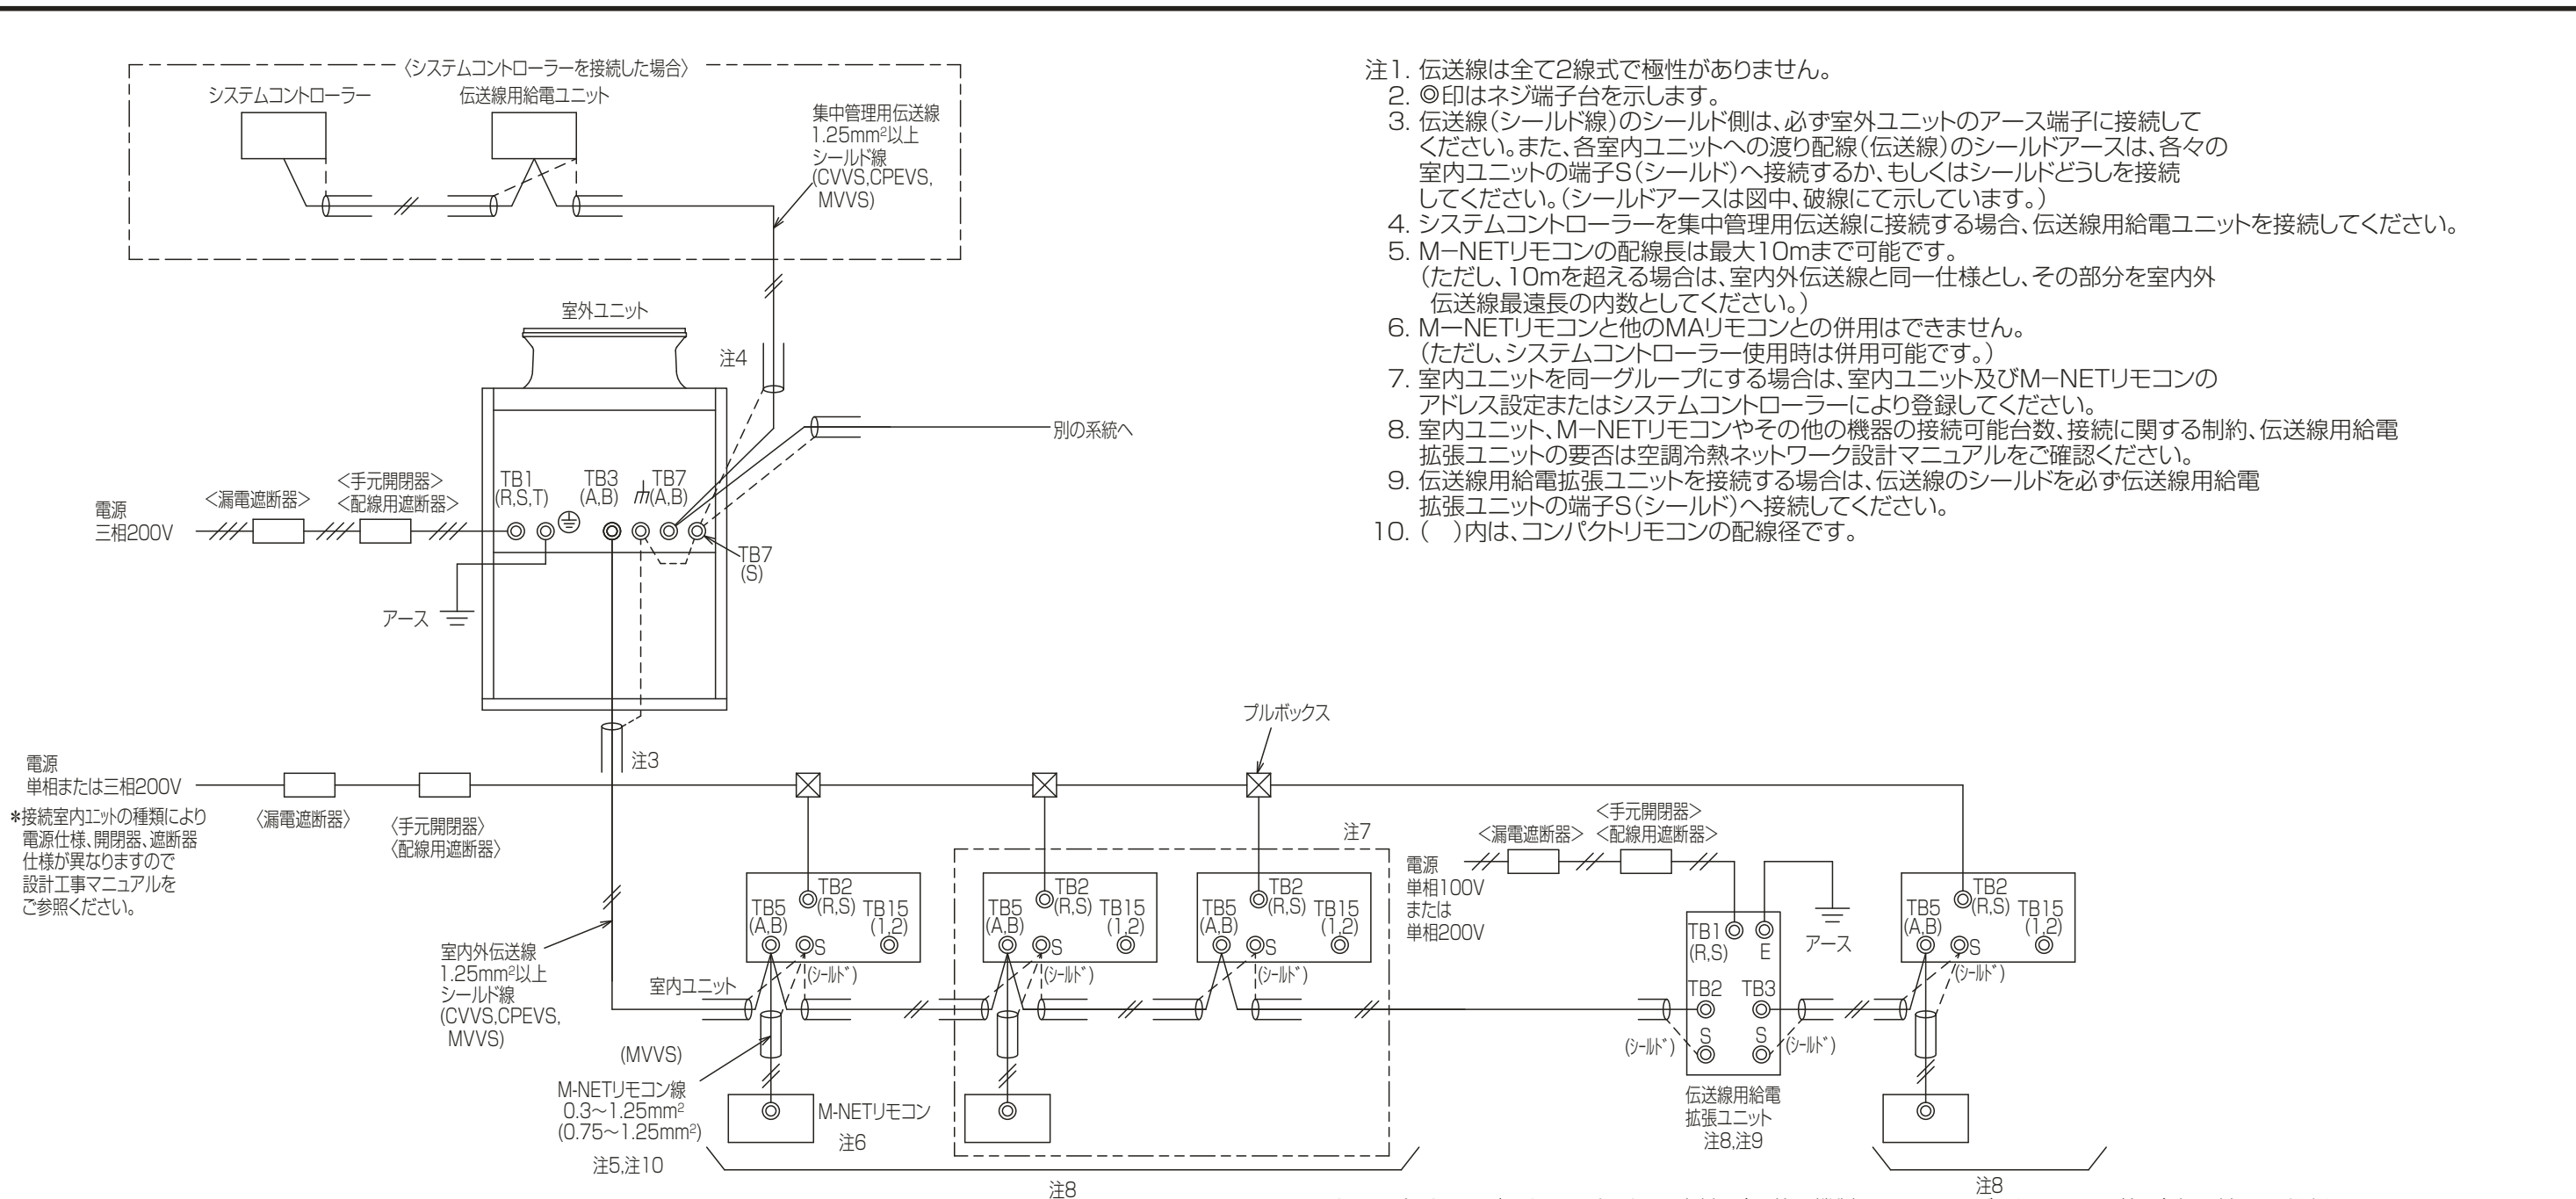 〈システムコントローラーを接続した場合〉
システムコントローラー
伝送線用給電ユニット
集中管理用伝送線
1.25mm²以上
シールド線
(CVVS,CPEVS,
MVVS)
注1. 伝送線は全て2線式で極性がありません。
2. ◎印はネジ端子台を示します。
3. 伝送線(シールド線)のシールド側は、必ず室外ユニットのアース端子に接続して
ください。また、各室内ユニットへの渡り配線(伝送線)のシールドアースは、各々の
室内ユニットの端子S(シールド)へ接続するか、もしくはシールドどうしを接続
してください。(シールドアースは図中、破線にて示しています。)
4. システムコントローラーを集中管理用伝送線に接続する場合、伝送線用給電ユニットを接続してください。
5. M−NETリモコンの配線長は最大10mまで可能です。
(ただし、10mを超える場合は、室内外伝送線と同一仕様とし、その部分を室内外
伝送線最遠長の内数としてください。)
6. M−NETリモコンと他のMAリモコンとの併用はできません。
(ただし、システムコントローラー使用時は併用可能です。)
7. 室内ユニットを同一グループにする場合は、室内ユニット及びM−NETリモコンの
アドレス設定またはシステムコントローラーにより登録してください。
8. 室内ユニット、M−NETリモコンやその他の機器の接続可能台数、接続に関する制約、伝送線用給電
拡張ユニットの要否は空調冷熱ネットワーク設計マニュアルをご確認ください。
9. 伝送線用給電拡張ユニットを接続する場合は、伝送線のシールドを必ず伝送線用給電
拡張ユニットの端子S(シールド)へ接続してください。
10. ( )内は、コンパクトリモコンの配線径です。
室外ユニット
注4
別の系統へ
電源
三相200V
<漏電遮断器>
<手元開閉器>
<配線用遮断器>
TB1
(R,S,T)
TB3
(A,B)
TB7
(A,B)
TB7
(S)
アース
注3
プルボックス
電源
単相または三相200V
*接続室内ユニットの種類により
電源仕様、開閉器、遮断器
仕様が異なりますので
設計工事マニュアルを
ご参照ください。
〈漏電遮断器〉
〈手元開閉器〉
〈配線用遮断器〉
注7
室内外伝送線
1.25mm²以上
シールド線
(CVVS,CPEVS,
MVVS)
室内ユニット
TB5
(A,B)
TB2
(R,S)
TB15
(1,2)
S
(シールド)
TB5
(A,B)
TB2
(R,S)
TB15
(1,2)
S
(シールド)
TB5
(A,B)
TB2
(R,S)
TB15
(1,2)
S
(シールド)
電源
単相100V
または
単相200V
<漏電遮断器>
<手元開閉器>
<配線用遮断器>
TB1
(R,S)
E
アース
TB2
TB3
S
S
(シールド)
(シールド)
伝送線用給電
拡張ユニット
注8,注9
TB5
(A,B)
TB2
(R,S)
TB15
(1,2)
S
(シールド)
(MVVS)
M-NETリモコン線
0.3〜1.25mm²
(0.75〜1.25mm²)
注5,注10
M-NETリモコン
注6
注8
注8